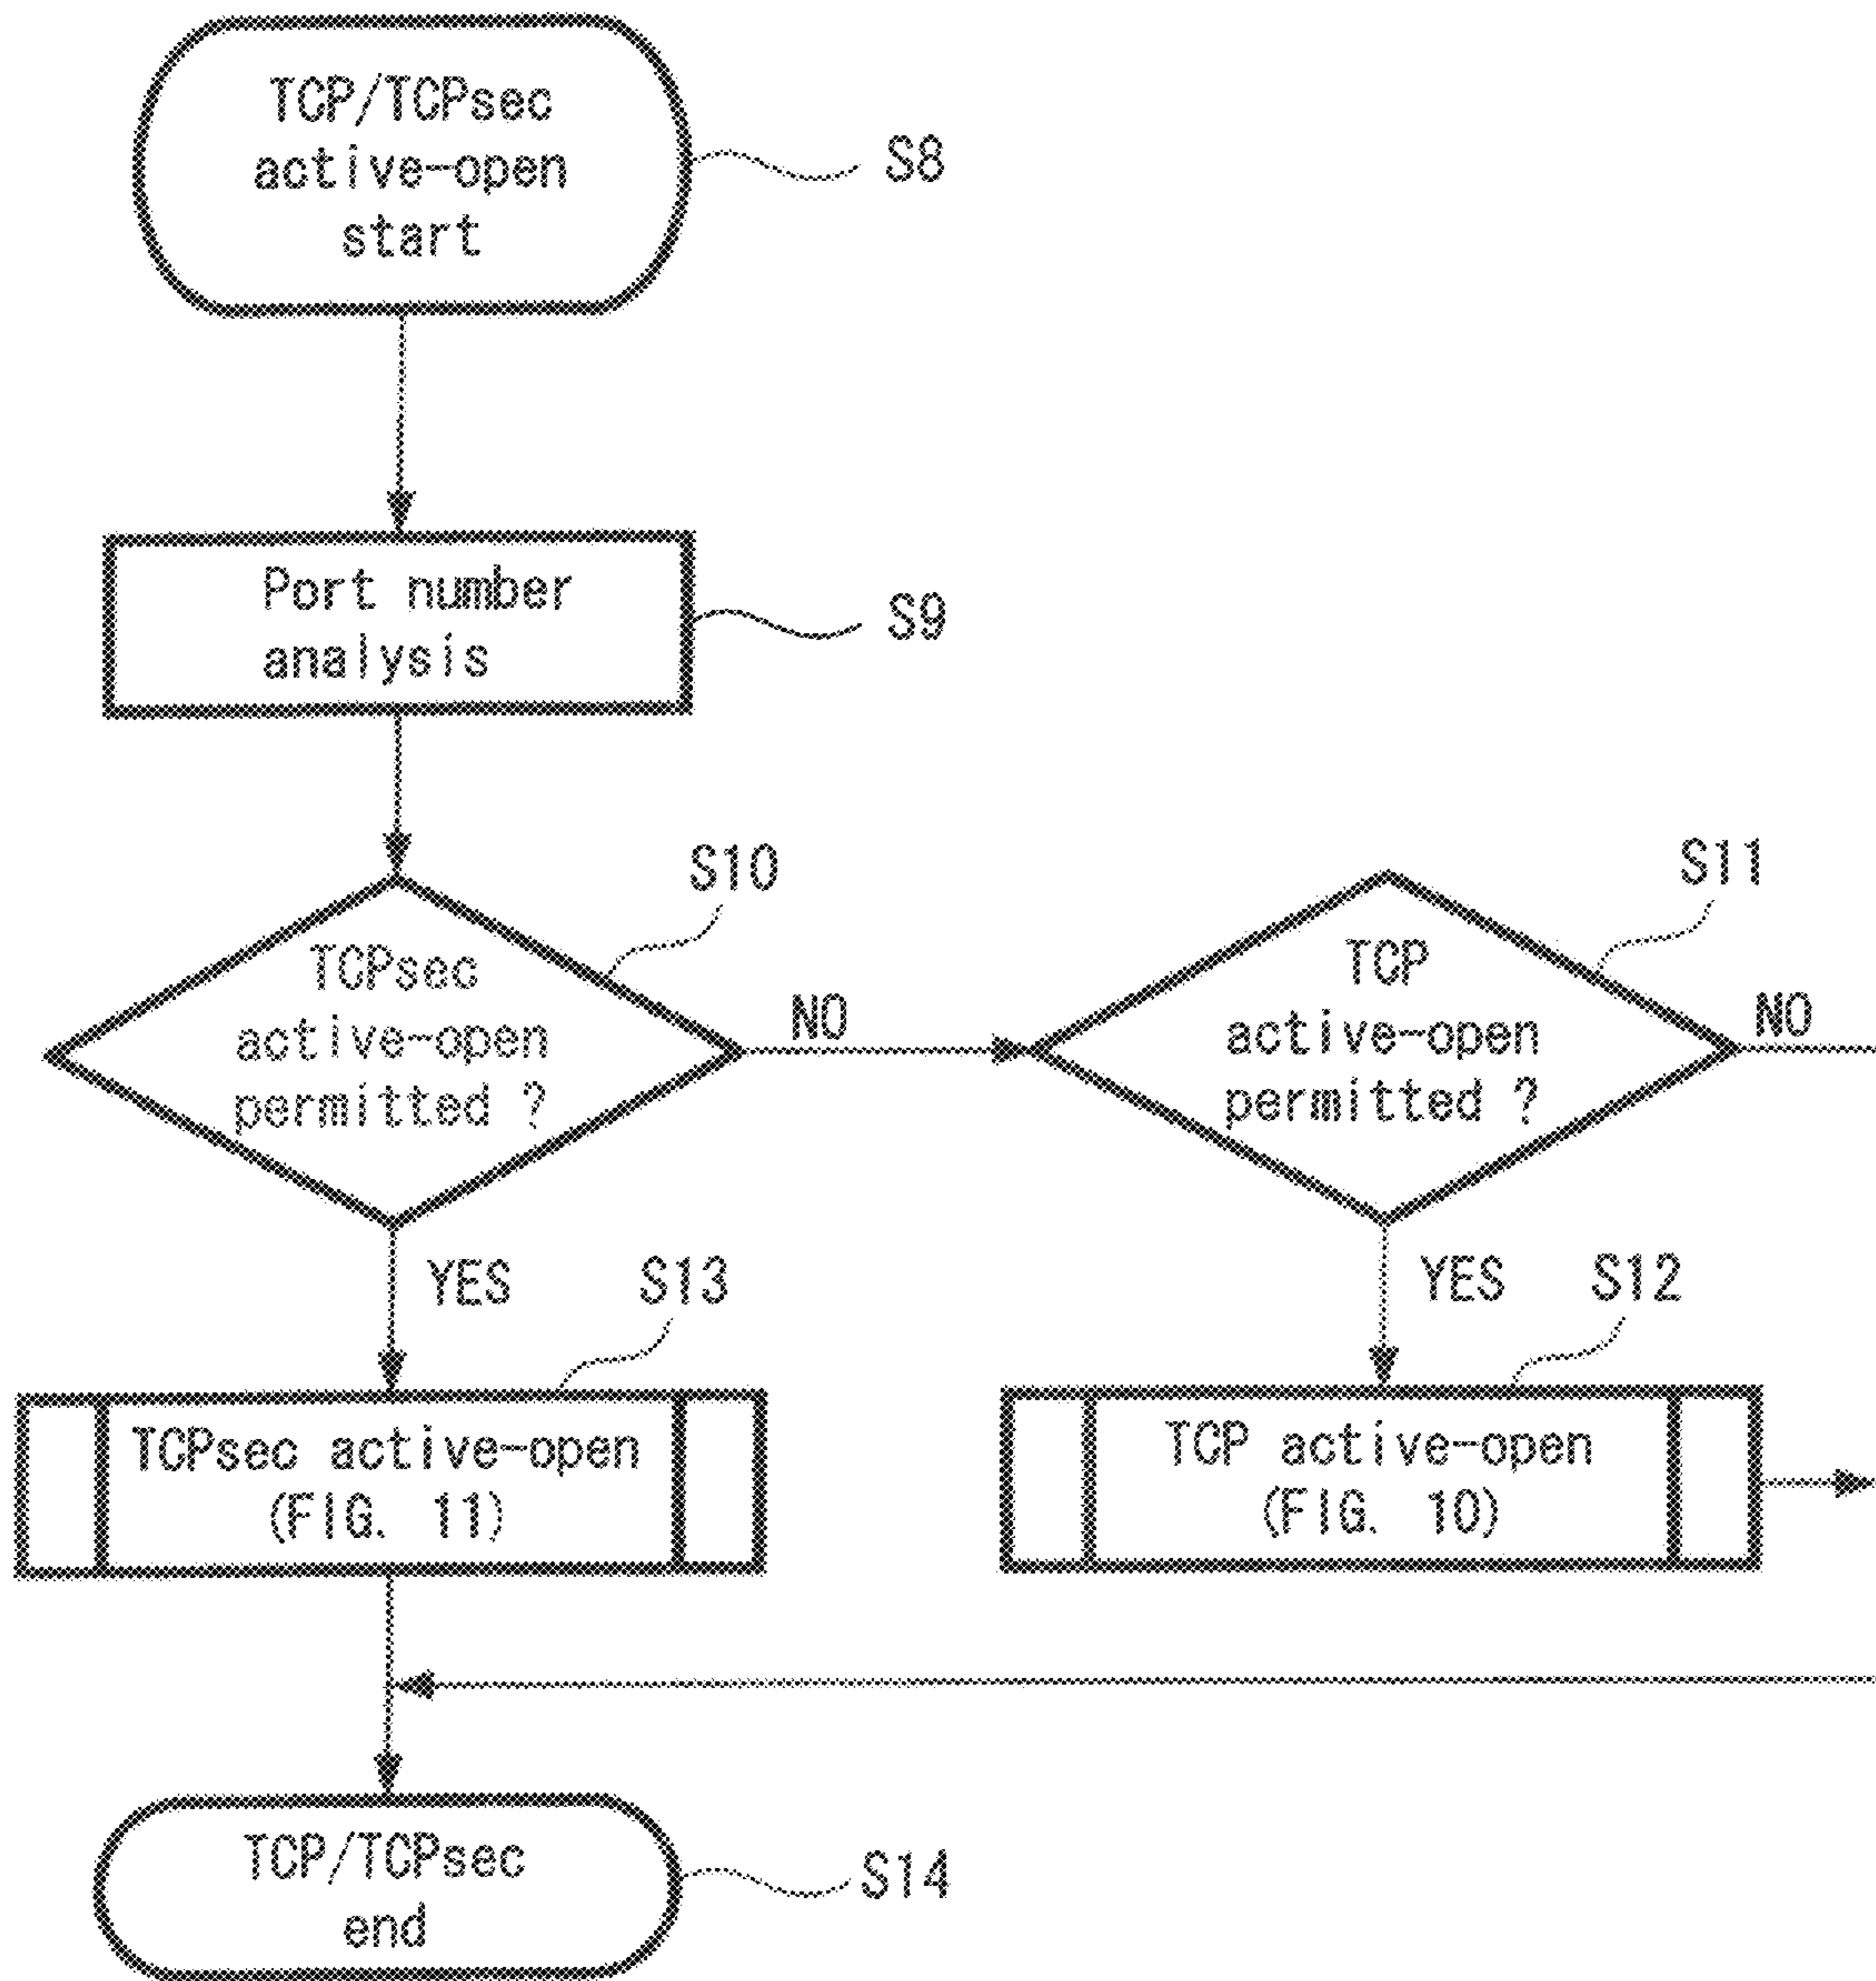 TCP/TCPsec
active-open
start
S8
Port number
analysis
S9
S10
TCPsec
active-open
permitted ?
NO
S11
TCP
active-open
permitted ?
NO
YES
S13
YES
S12
TCPsec active-open
(FIG. 11)
TCP active-open
(FIG. 10)
TCP/TCPsec
end
S14